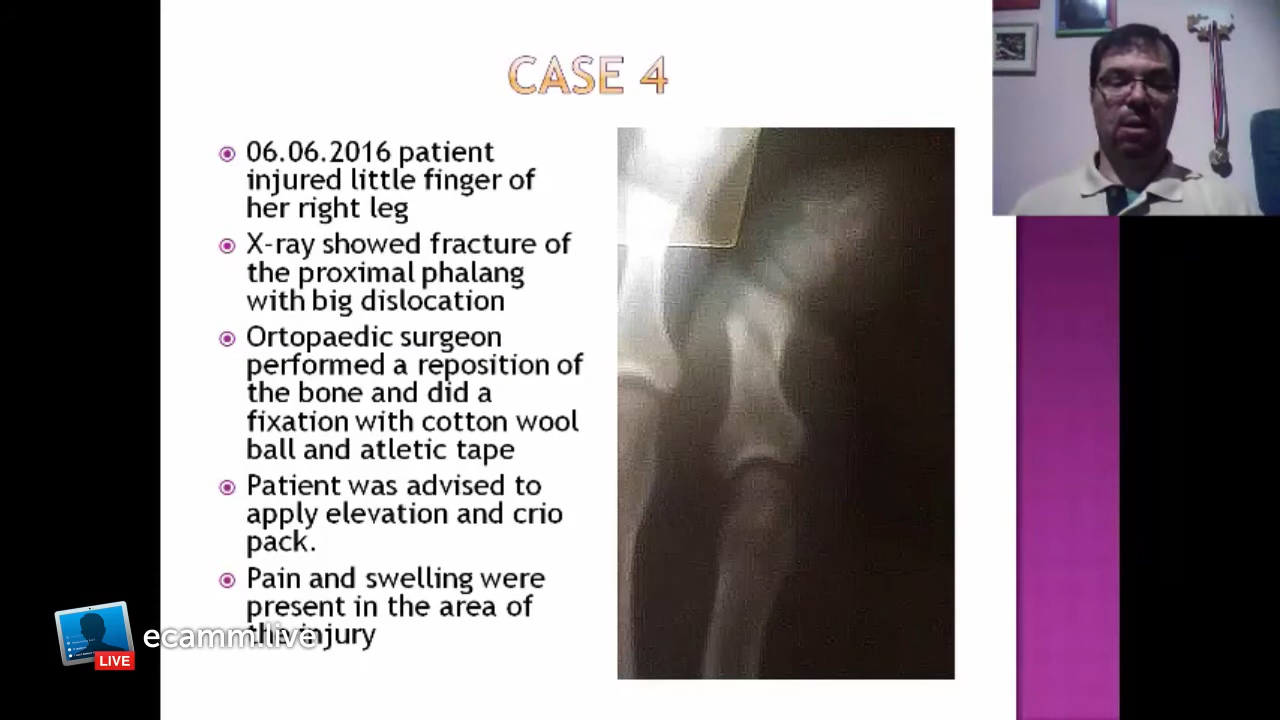 CASE 4
06.06.2016 patient
injured little finger of
her right leg
X-ray showed fracture of
the proximal phalang
with big dislocation
Ortopaedic surgeon
performed a reposition of
the bone and did a
fixation with cotton wool
ball and atletic tape
Patient was advised to
apply elevation and crio
pack.
Pain and swelling were
present in the area of
the injury
ecamm.live
LIVE